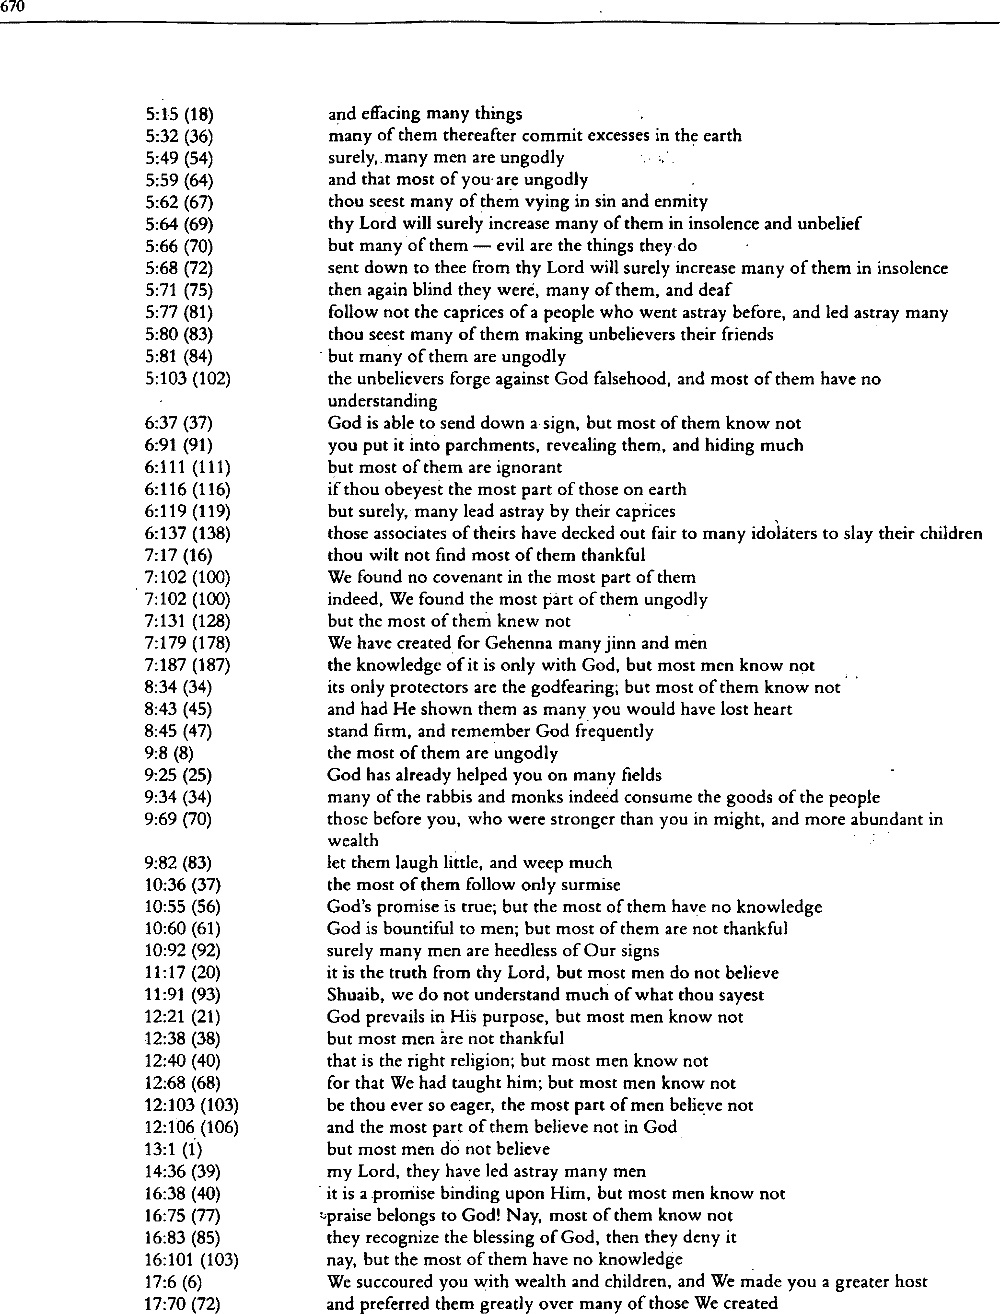 670
5:15 (18) and effacing many things
5:32 (36) many of them thereafter commit excesses in the earth
5:49 (54) surely, many men are ungodly
5:59 (64) and that most of you are ungodly
5:62 (67) thou seest many of them vying in sin and enmity
5:64 (69) thy Lord will surely increase many of them in insolence and unbelief
5:66 (70) but many of them — evil are the things they do
5:68 (72) sent down to thee from thy Lord will surely increase many of them in insolence
5:71 (75) then again blind they were, many of them, and deaf
5:77 (81) follow not the caprices of a people who went astray before, and led astray many
5:80 (83) thou seest many of them making unbelievers their friends
5:81 (84) but many of them are ungodly
5:103 (102) the unbelievers forge against God falsehood, and most of them have no
understanding
6:37 (37) God is able to send down a sign, but most of them know not
6:91 (91) you put it into parchments, revealing them, and hiding much
6:111 (111) but most of them are ignorant
6:116 (116) if thou obeyest the most part of those on earth
6:119 (119) but surely, many lead astray by their caprices
6:137 (138) those associates of theirs have decked out fair to many idolaters to slay their children
7:17 (16) thou wilt not find most of them thankful
7:102 (100) We found no covenant in the most part of them
7:102 (100) indeed, We found the most part of them ungodly
7:131 (128) but the most of them knew not
7:179 (178) We have created for Gehenna many jinn and men
7:187 (187) the knowledge of it is only with God, but most men know not
8:34 (34) its only protectors are the godfearing; but most of them know not
8:43 (45) and had He shown them as many you would have lost heart
8:45 (47) stand firm, and remember God frequently
9:8 (8) the most of them are ungodly
9:25 (25) God has already helped you on many fields
9:34 (34) many of the rabbis and monks indeed consume the goods of the people
9:69 (70) those before you, who were stronger than you in might, and more abundant in
wealth
9:82 (83) let them laugh little, and weep much
10:36 (37) the most of them follow only surmise
10:55 (56) God's promise is true; but the most of them have no knowledge
10:60 (61) God is bountiful to men; but most of them are not thankful
10:92 (92) surely many men are heedless of Our signs
11:17 (20) it is the truth from thy Lord, but most men do not believe
11:91 (93) Shuaib, we do not understand much of what thou sayest
12:21 (21) God prevails in His purpose, but most men know not
12:38 (38) but most men are not thankful
12:40 (40) that is the right religion; but most men know not
12:68 (68) for that We had taught him; but most men know not
12:103 (103) be thou ever so eager, the most part of men believe not
12:106 (106) and the most part of them believe not in God
13:1 (1) but most men do not believe
14:36 (39) my Lord, they have led astray many men
16:38 (40) it is a promise binding upon Him, but most men know not
16:75 (77) praise belongs to God! Nay, most of them know not
16:83 (85) they recognize the blessing of God, then they deny it
16:101 (103) nay, but the most of them have no knowledge
17:6 (6) We succoured you with wealth and children, and We made you a greater host
17:70 (72) and preferred them greatly over many of those We created